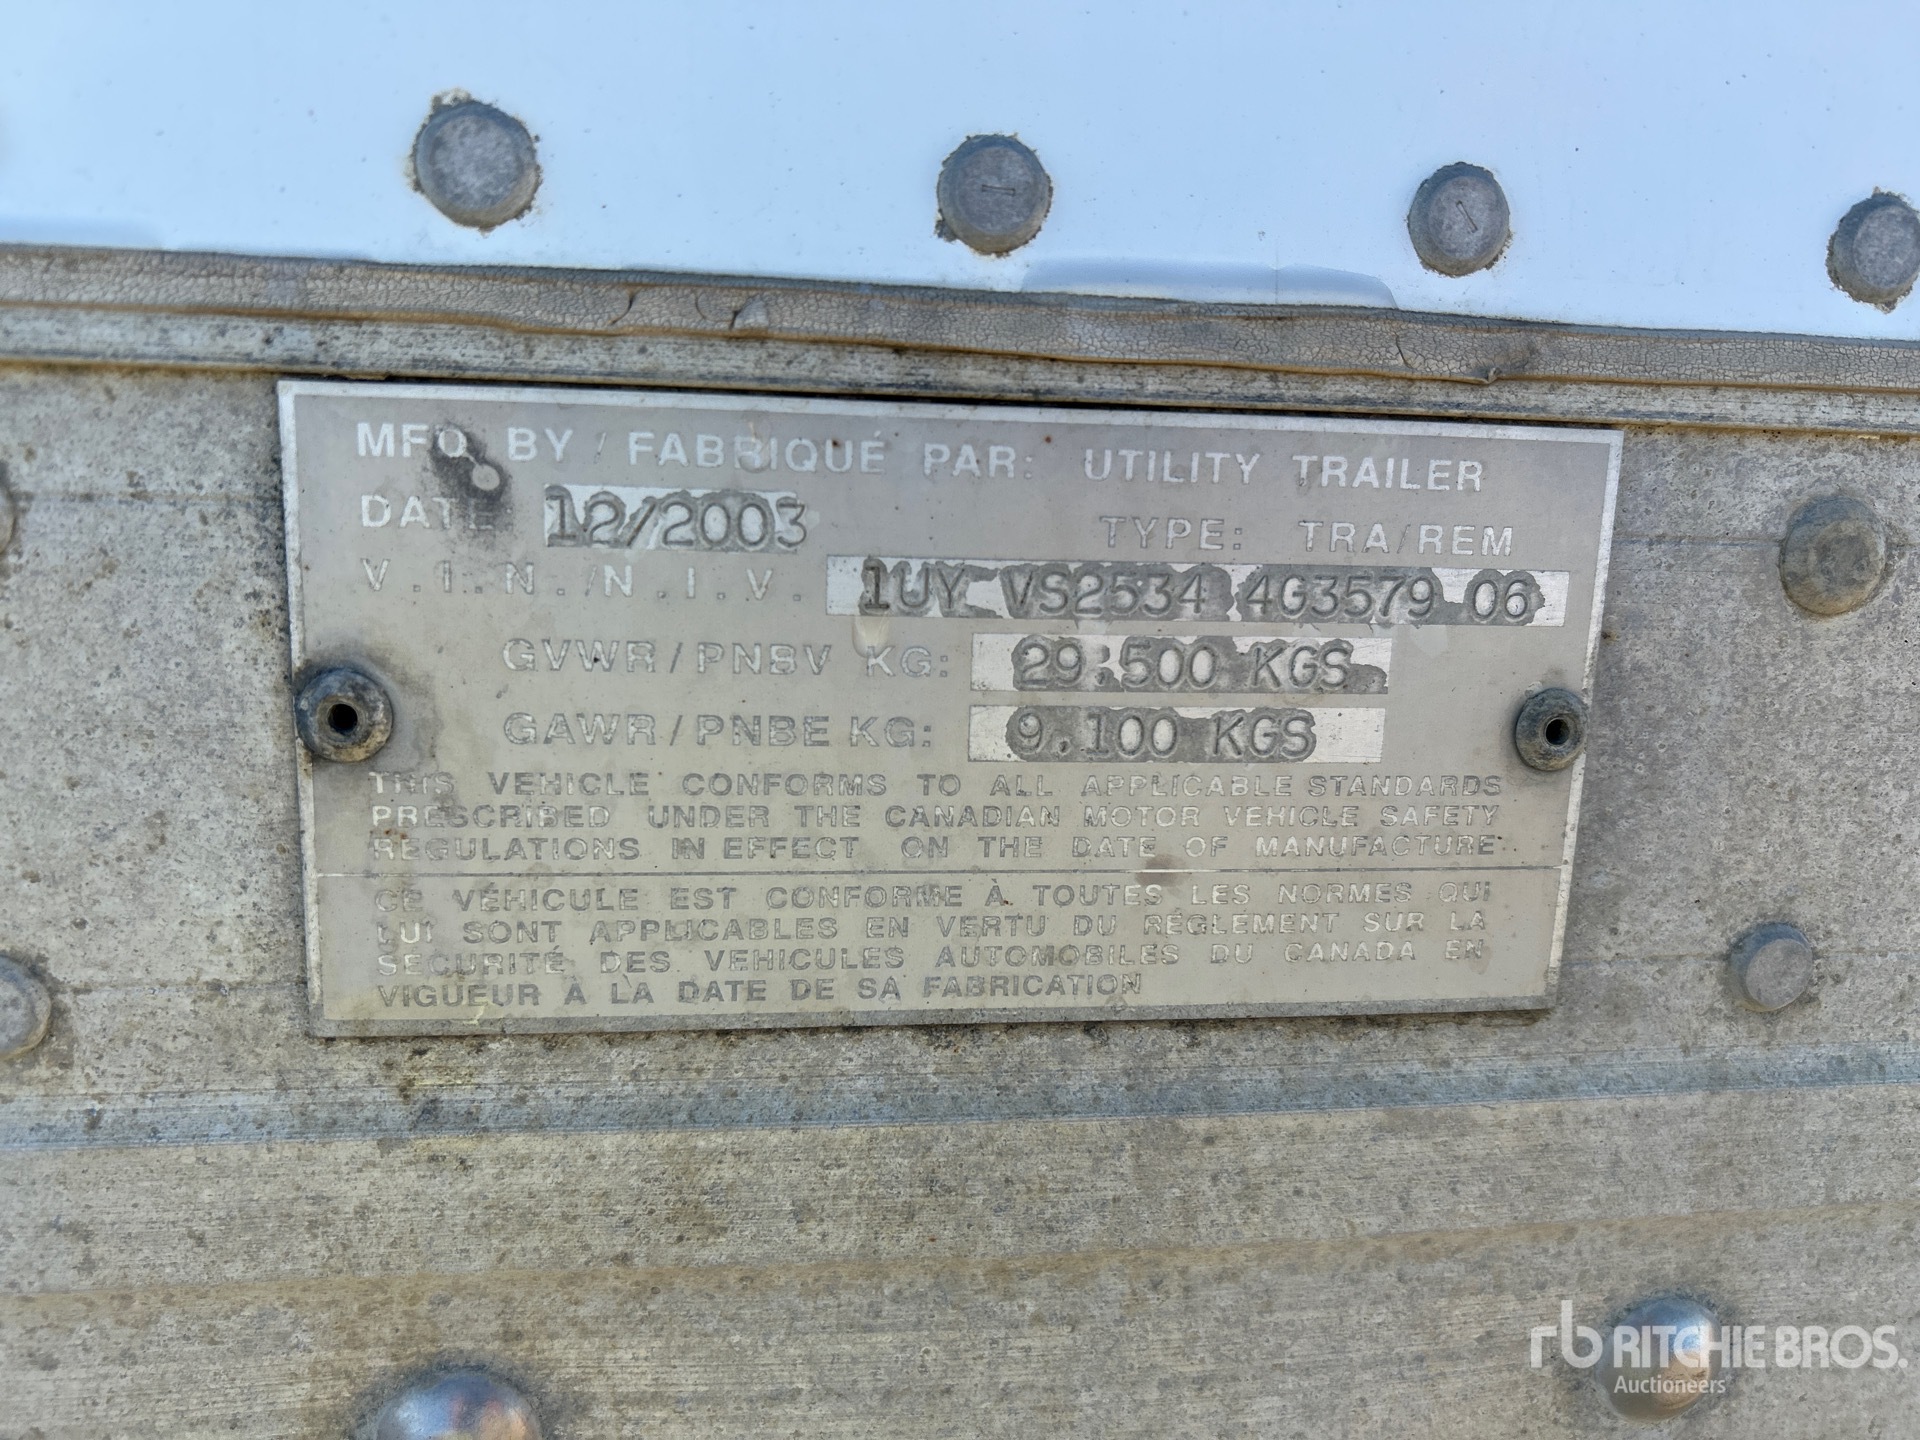 MFD BY / FABRIQUÉ PAR: UTILITY TRAILER
DATE 12/2003 TYPE: TRA/REM
V.I.N./N.I.V. 1UY VS2534 4G3579 06
GVWR/PNBV KG: 29,500 KGS
GAWR/PNBE KG: 9,100 KGS
THIS VEHICLE CONFORMS TO ALL APPLICABLE STANDARDS
PRESCRIBED UNDER THE CANADIAN MOTOR VEHICLE SAFETY
REGULATIONS IN EFFECT ON THE DATE OF MANUFACTURE
CE VÉHICULE EST CONFORME À TOUTES LES NORMES QUI
LUI SONT APPLICABLES EN VERTU DU RÉGLEMENT SUR LA
SÉCURITÉ DES VÉHICULES AUTOMOBILES DU CANADA EN
VIGUEUR À LA DATE DE SA FABRICATION
rb RITCHIE BROS.
Auctioneers